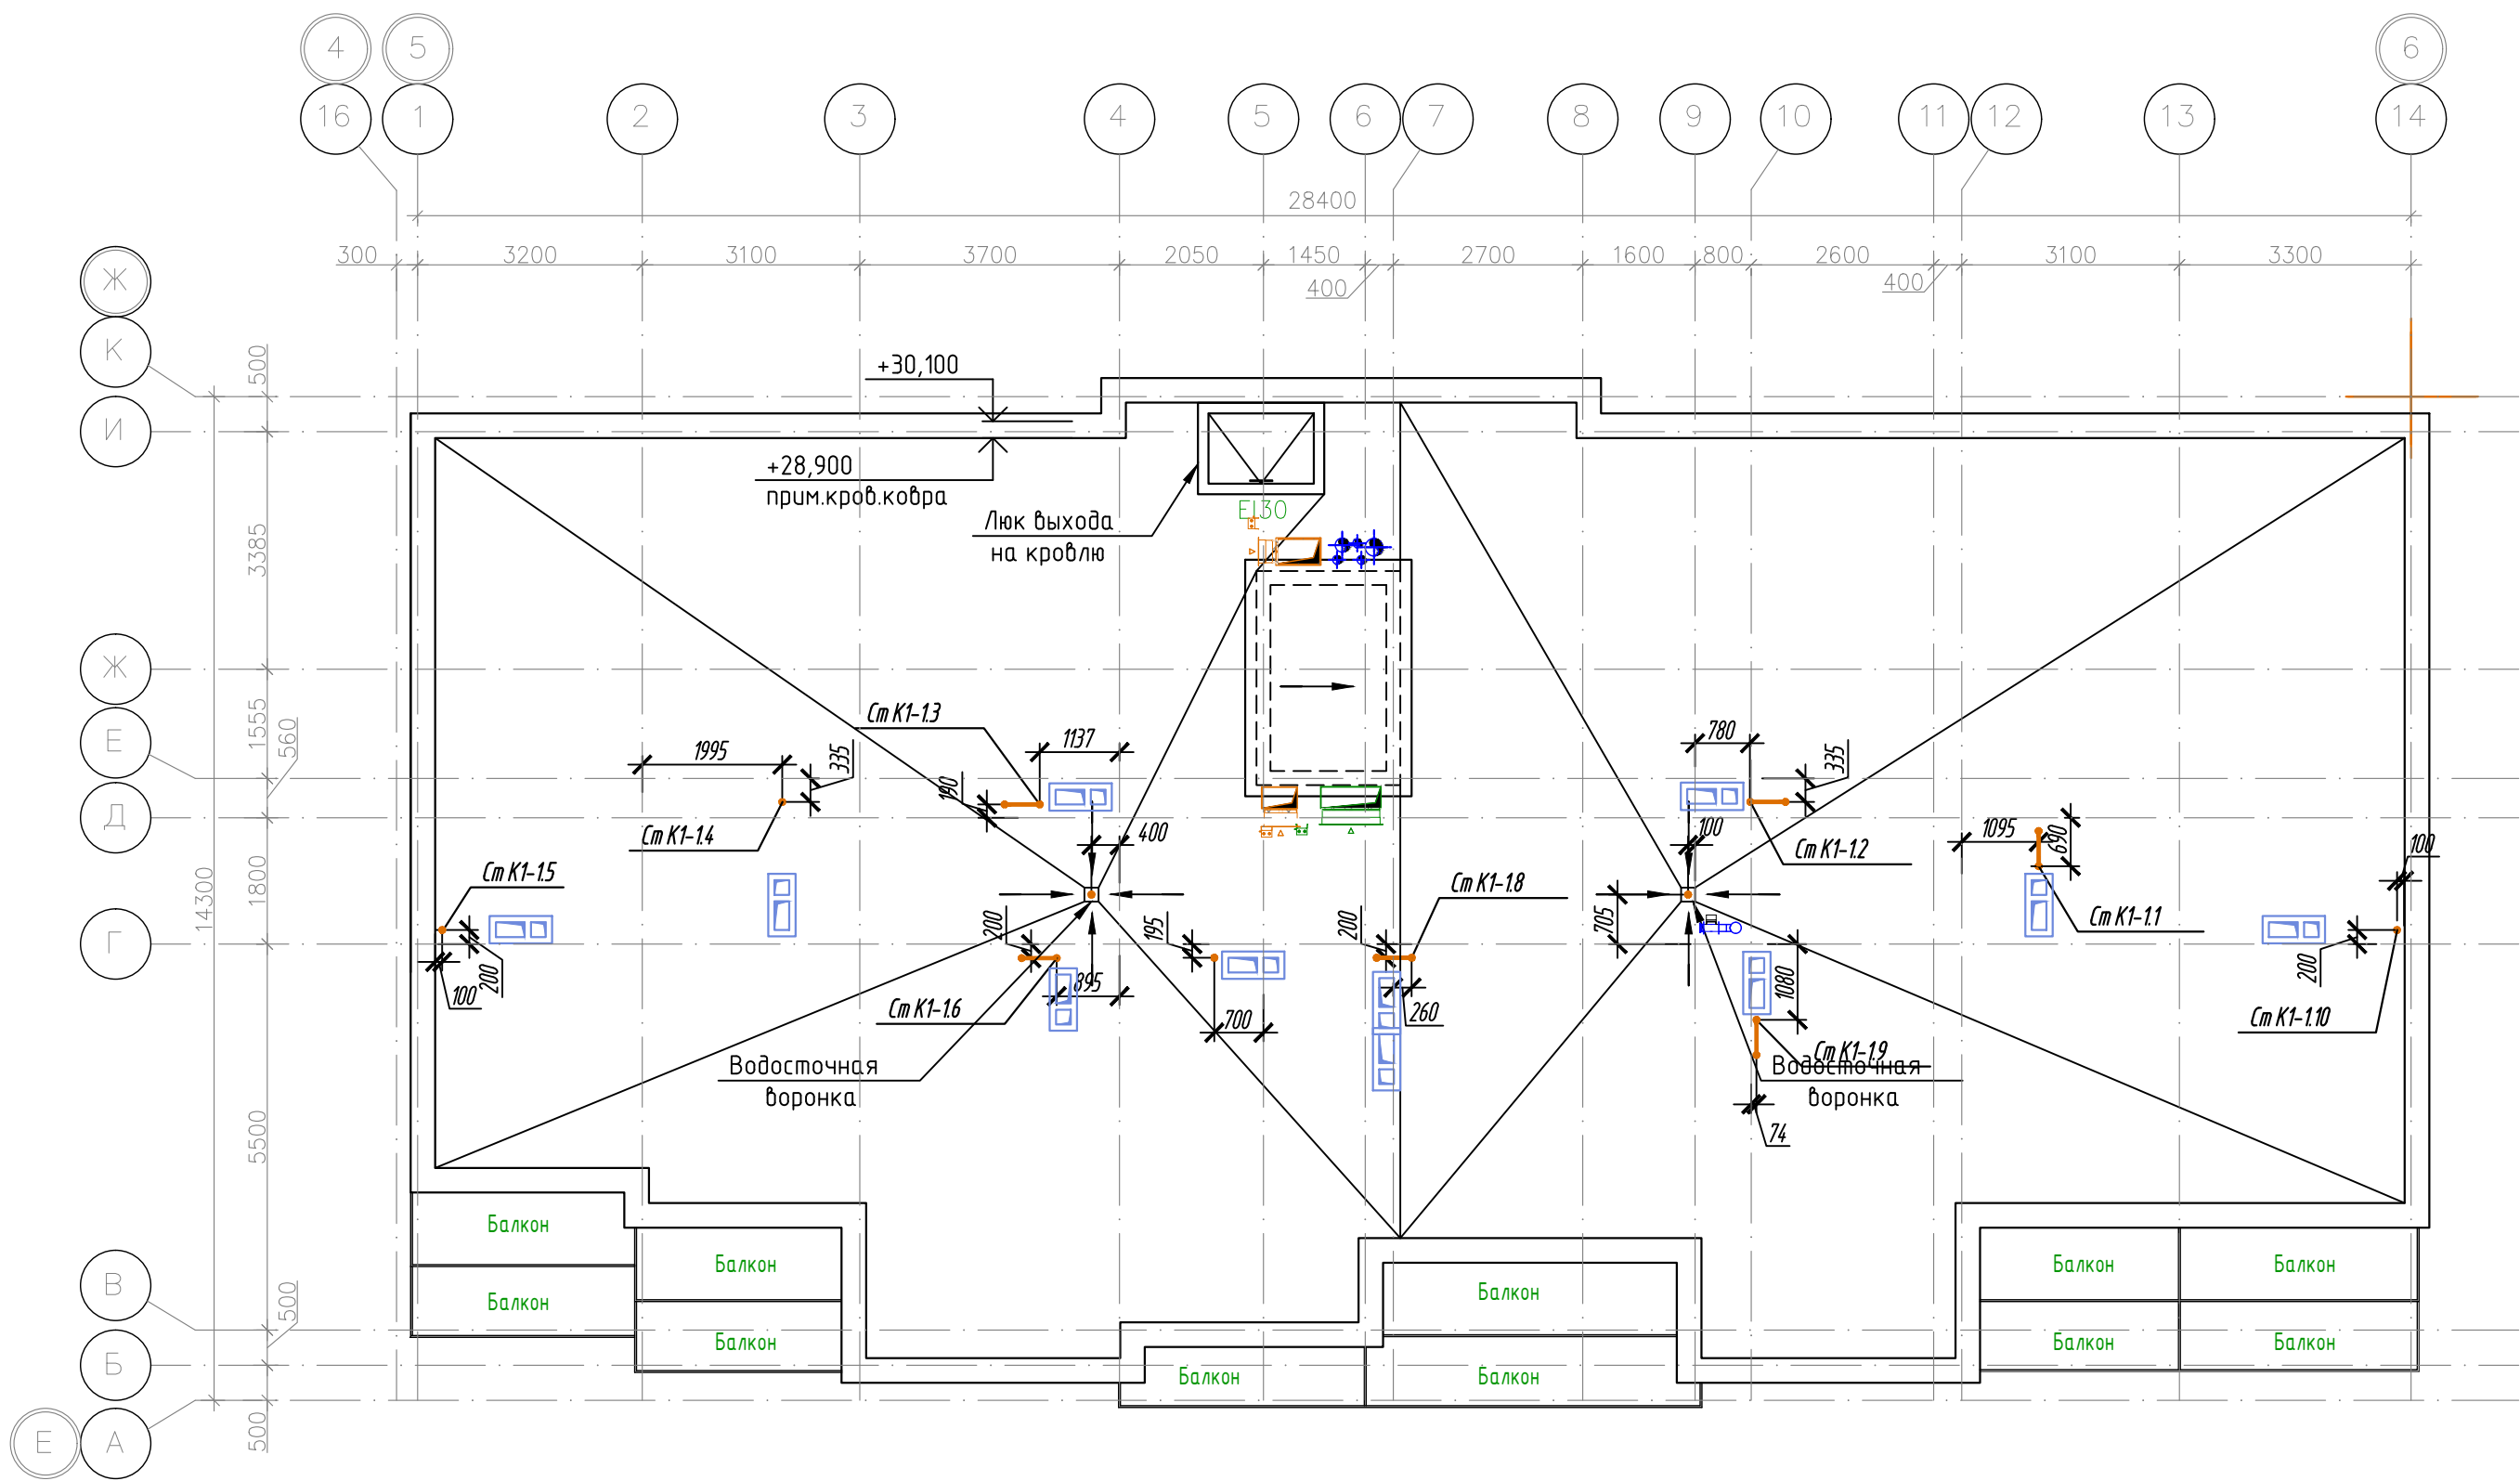 4 5 6
16 1 2 3 4 5 6 7 8 9 10 11 12 13 14
28400
300 3200 3100 3700 2050 1450 2700 1600 800 2600 3100 3300
400 400
Ж
К
И
Ж
Е
Д
Г
В
Б
Е А
500
3385
1555
560
1800
14300
5500
500
500
+30,100
+28,900
прим.кров.ковра
Люк выхода
на кровлю
EI30
Ст К1-1.3
1995
335
1137
190
Ст К1-1.4
400
Ст К1-1.5
200
100
200
895
Ст К1-1.6
195
700
Водосточная
воронка
200
Ст К1-1.8
260
780
335
100
Ст К1-1.2
705
1095
690
100
Ст К1-1.1
1080
200
Ст К1-1.10
Ст К1-1.9
Водосточная
воронка
74
Балкон
Балкон
Балкон
Балкон
Балкон
Балкон
Балкон
Балкон Балкон
Балкон Балкон